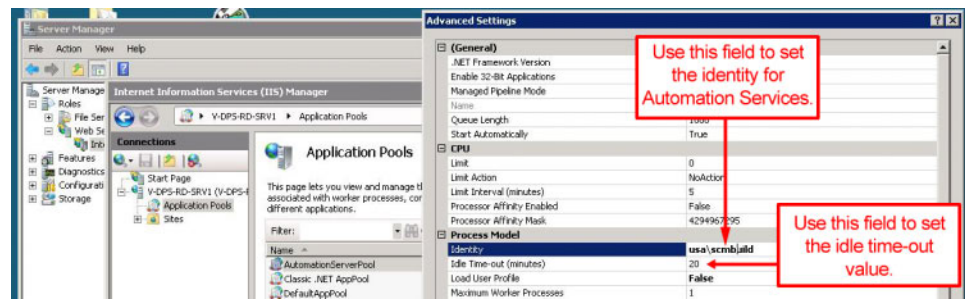 Server Manager
File Action View Help
Server Manage
Roles
File Ser
Web Se
Inte
Features
Diagnostics
Configurati
Storage
Internet Information Services (IIS) Manager
V-DPS-RD-SRV1 Application Pools
Connections
Start Page
V-DPS-RD-SRV1 (V-DPS-F
Application Pools
Sites
Application Pools
This page lets you view and manage t
associated with worker processes, con
different applications.
Filter:
Name
AutomationServerPool
Classic .NET AppPool
DefaultAppPool
Advanced Settings
(General)
.NET Framework Version
Enable 32-Bit Applications
Managed Pipeline Mode
Name
Queue Length 1000
Start Automatically True
CPU
Limit 0
Limit Action NoAction
Limit Interval (minutes) 5
Processor Affinity Enabled False
Processor Affinity Mask 4294967295
Process Model
Identity usa\scmbuild
Idle Time-out (minutes) 20
Load User Profile False
Maximum Worker Processes 1
Use this field to set
the identity for
Automation Services.
Use this field to set
the idle time-out
value.